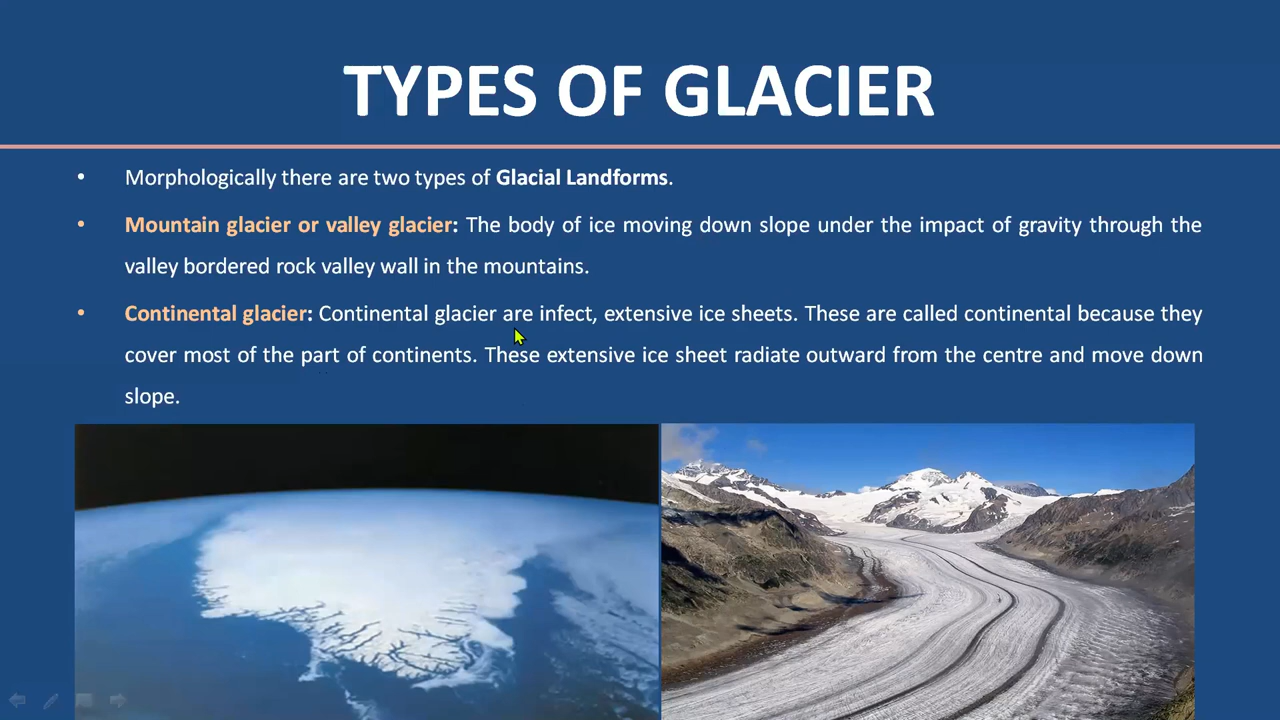 TYPES OF GLACIER
• Morphologically there are two types of Glacial Landforms.
• Mountain glacier or valley glacier: The body of ice moving down slope under the impact of gravity through the
valley bordered rock valley wall in the mountains.
• Continental glacier: Continental glacier are infect, extensive ice sheets. These are called continental because they
cover most of the part of continents. These extensive ice sheet radiate outward from the centre and move down
slope.